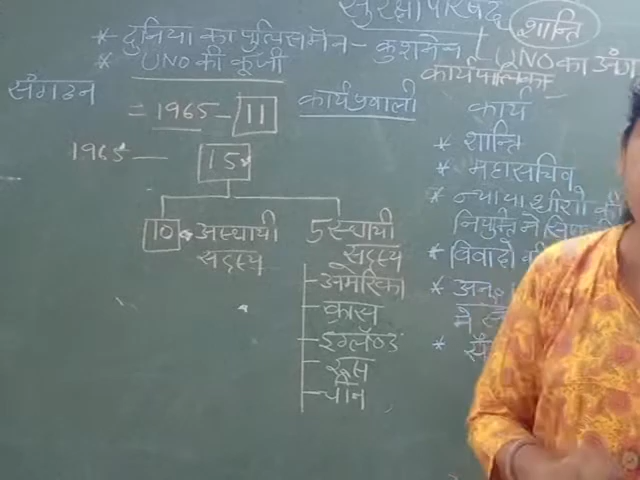 सुरक्षा परिषद
शान्ति
* दुनिया का पुलिसमैन - कुशमैन
* UNO की कूंजी
UNO का अंग
कार्यपालिका
संगठन
= 1965 - 11
कार्यप्रणाली
कार्य
1965 — 15
* शान्ति
* महासचिव
* न्यायाधीशो की
नियुक्ति में
10 अस्थायी
सदस्य
5 स्थायी
सदस्य
* विवादो
अमेरिका
फ्रांस
इंग्लैण्ड
रूस
चीन